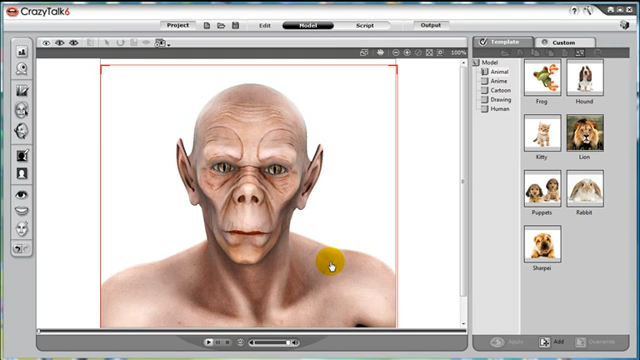 CrazyTalk6
Project Edit Model Script Output
100%
Template Custom
Model
Animal
Anime
Cartoon
Drawing
Human
Frog Hound
Kitty Lion
Puppets Rabbit
Sharpei
Apply Add Overwrite